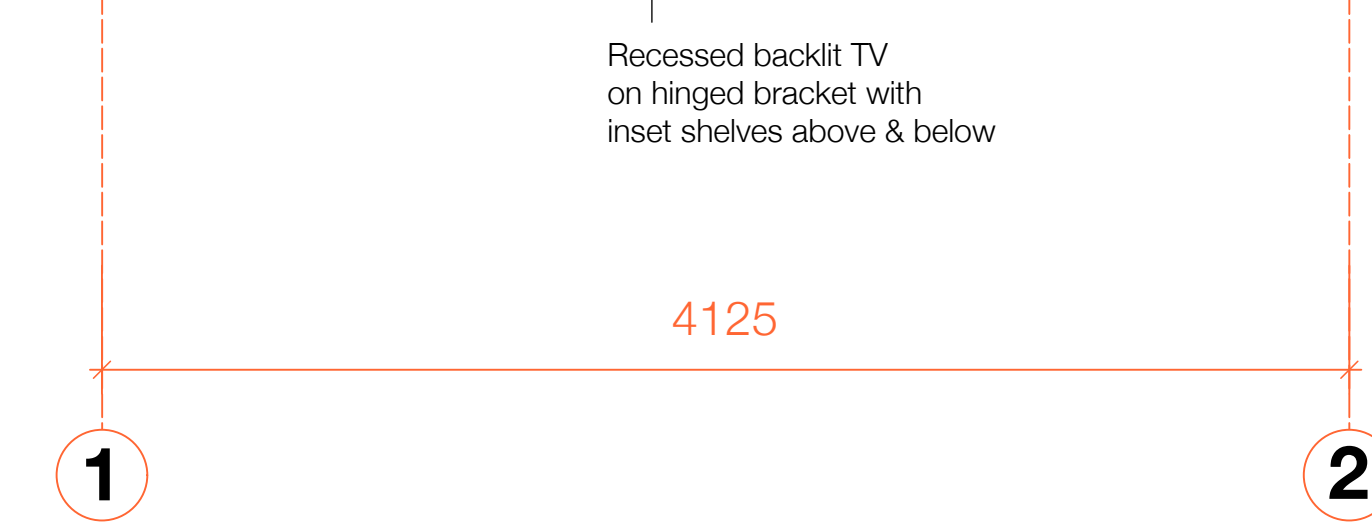 Recessed backlit TV
on hinged bracket with
inset shelves above & below
4125
1
2